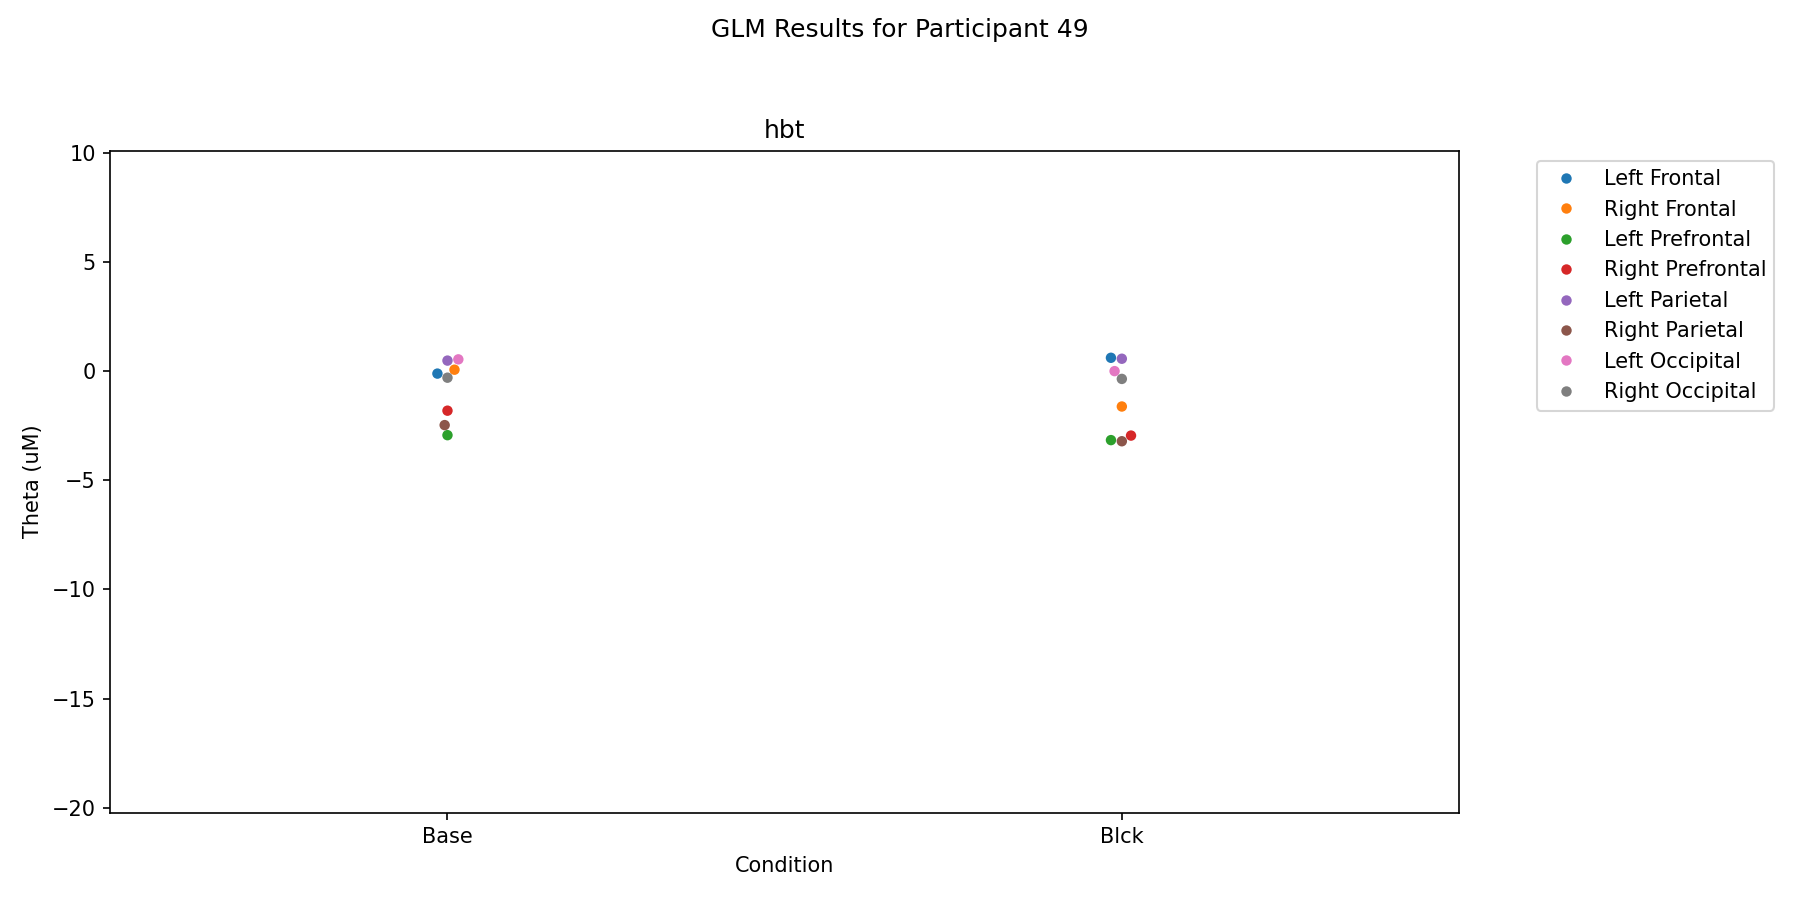 GLM Results for Participant 49
hbt
10
5
0
−5
−10
−15
−20
Theta (uM)
Base
Blck
Condition
Left Frontal
Right Frontal
Left Prefrontal
Right Prefrontal
Left Parietal
Right Parietal
Left Occipital
Right Occipital